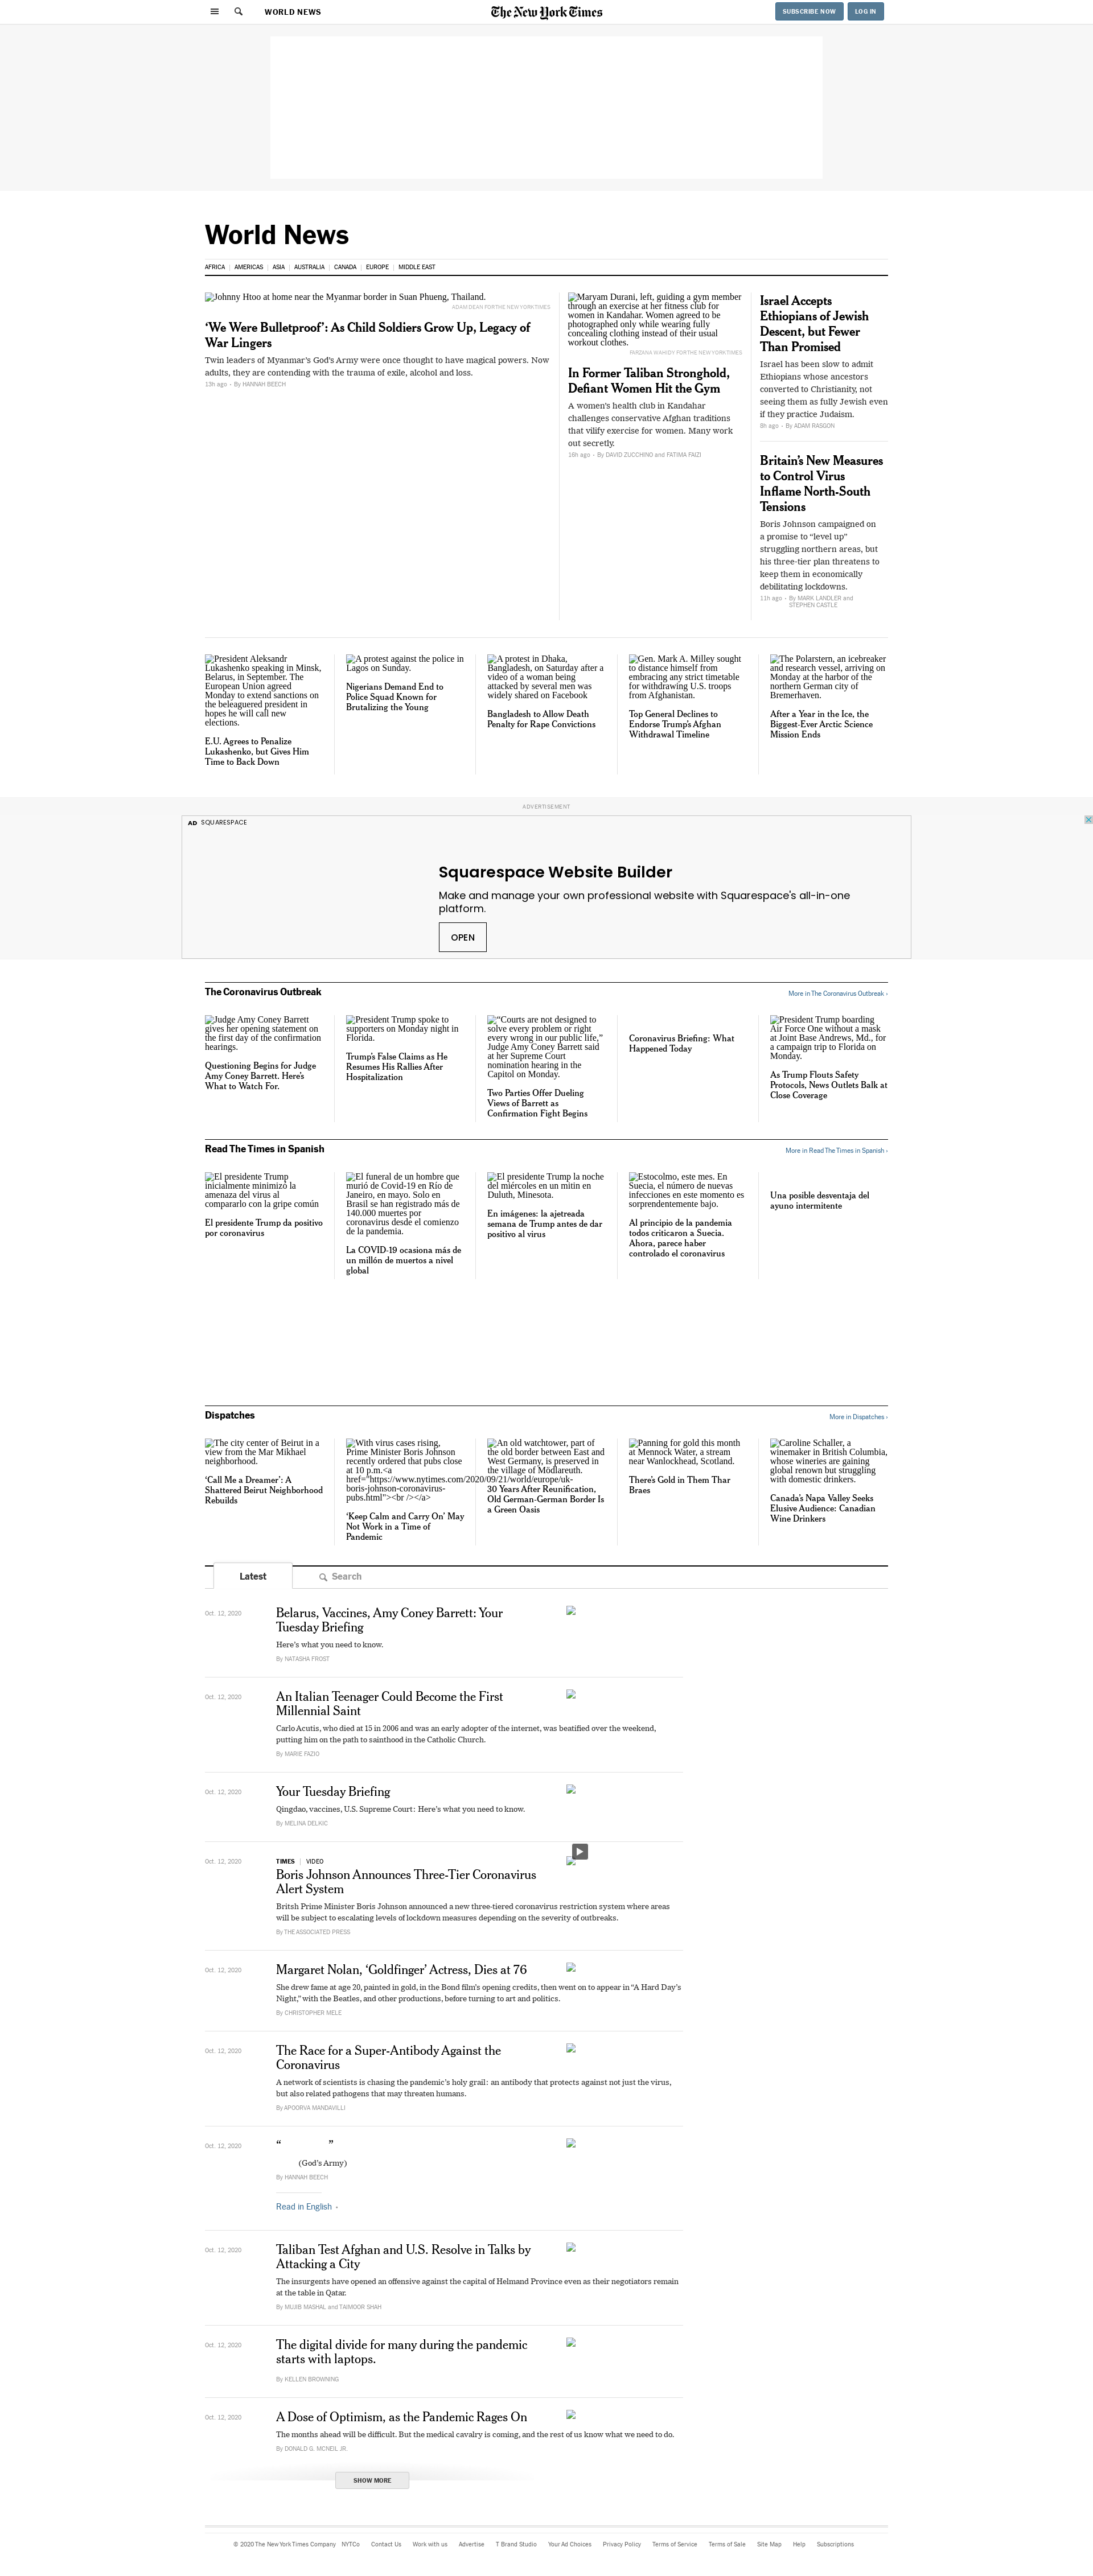 WORLD NEWS
The New York Times
SUBSCRIBE NOW
LOG IN
World News
AFRICA
AMERICAS
ASIA
AUSTRALIA
CANADA
EUROPE
MIDDLE EAST
Johnny Htoo at home near the Myanmar border in Suan Phueng, Thailand.
ADAM DEAN FOR THE NEW YORK TIMES
‘We Were Bulletproof’: As Child Soldiers Grow Up, Legacy of
War Lingers
Twin leaders of Myanmar’s God’s Army were once thought to have magical powers. Now
adults, they are contending with the trauma of exile, alcohol and loss.
13h ago
By HANNAH BEECH
Maryam Durani, left, guiding a gym member
through an exercise at her fitness club for
women in Kandahar. Women agreed to be
photographed only while wearing fully
concealing clothing instead of their usual
workout clothes.
FARZANA WAHIDY FOR THE NEW YORK TIMES
In Former Taliban Stronghold,
Defiant Women Hit the Gym
A women’s health club in Kandahar
challenges conservative Afghan traditions
that vilify exercise for women. Many work
out secretly.
16h ago
By DAVID ZUCCHINO and FATIMA FAIZI
Israel Accepts
Ethiopians of Jewish
Descent, but Fewer
Than Promised
Israel has been slow to admit
Ethiopians whose ancestors
converted to Christianity, not
seeing them as fully Jewish even
if they practice Judaism.
8h ago
By ADAM RASGON
Britain’s New Measures
to Control Virus
Inflame North-South
Tensions
Boris Johnson campaigned on
a promise to “level up”
struggling northern areas, but
his three-tier plan threatens to
keep them in economically
debilitating lockdowns.
11h ago
By MARK LANDLER and
STEPHEN CASTLE
President Aleksandr
Lukashenko speaking in Minsk,
Belarus, in September. The
European Union agreed
Monday to extend sanctions on
the beleaguered president in
hopes he will call new
elections.
E.U. Agrees to Penalize
Lukashenko, but Gives Him
Time to Back Down
A protest against the police in
Lagos on Sunday.
Nigerians Demand End to
Police Squad Known for
Brutalizing the Young
A protest in Dhaka,
Bangladesh, on Saturday after a
video of a woman being
attacked by several men was
widely shared on Facebook
Bangladesh to Allow Death
Penalty for Rape Convictions
Gen. Mark A. Milley sought
to distance himself from
embracing any strict timetable
for withdrawing U.S. troops
from Afghanistan.
Top General Declines to
Endorse Trump’s Afghan
Withdrawal Timeline
The Polarstern, an icebreaker
and research vessel, arriving on
Monday at the harbor of the
northern German city of
Bremerhaven.
After a Year in the Ice, the
Biggest-Ever Arctic Science
Mission Ends
ADVERTISEMENT
AD SQUARESPACE
Squarespace Website Builder
Make and manage your own professional website with Squarespace's all-in-one
platform.
OPEN
The Coronavirus Outbreak
More in The Coronavirus Outbreak ›
Judge Amy Coney Barrett
gives her opening statement on
the first day of the confirmation
hearings.
Questioning Begins for Judge
Amy Coney Barrett. Here’s
What to Watch For.
President Trump spoke to
supporters on Monday night in
Florida.
Trump’s False Claims as He
Resumes His Rallies After
Hospitalization
“Courts are not designed to
solve every problem or right
every wrong in our public life,”
Judge Amy Coney Barrett said
at her Supreme Court
nomination hearing in the
Capitol on Monday.
Two Parties Offer Dueling
Views of Barrett as
Confirmation Fight Begins
Coronavirus Briefing: What
Happened Today
President Trump boarding
Air Force One without a mask
at Joint Base Andrews, Md., for
a campaign trip to Florida on
Monday.
As Trump Flouts Safety
Protocols, News Outlets Balk at
Close Coverage
Read The Times in Spanish
More in Read The Times in Spanish ›
El presidente Trump
inicialmente minimizó la
amenaza del virus al
compararlo con la gripe común
El presidente Trump da positivo
por coronavirus
El funeral de un hombre que
murió de Covid-19 en Río de
Janeiro, en mayo. Solo en
Brasil se han registrado más de
140.000 muertes por
coronavirus desde el comienzo
de la pandemia.
La COVID-19 ocasiona más de
un millón de muertos a nivel
global
El presidente Trump la noche
del miércoles en un mitin en
Duluth, Minesota.
En imágenes: la ajetreada
semana de Trump antes de dar
positivo al virus
Estocolmo, este mes. En
Suecia, el número de nuevas
infecciones en este momento es
sorprendentemente bajo.
Al principio de la pandemia
todos criticaron a Suecia.
Ahora, parece haber
controlado el coronavirus
Una posible desventaja del
ayuno intermitente
Dispatches
More in Dispatches ›
The city center of Beirut in a
view from the Mar Mikhael
neighborhood.
‘Call Me a Dreamer’: A
Shattered Beirut Neighborhood
Rebuilds
With virus cases rising,
Prime Minister Boris Johnson
recently ordered that pubs close
at 10 p.m.<a
href="https://www.nytimes.com/2020/09/21/world/europe/uk-
boris-johnson-coronavirus-
pubs.html"><br /></a>
‘Keep Calm and Carry On’ May
Not Work in a Time of
Pandemic
An old watchtower, part of
the old border between East and
West Germany, is preserved in
the village of Mödlareuth.
30 Years After Reunification,
Old German-German Border Is
a Green Oasis
Panning for gold this month
at Mennock Water, a stream
near Wanlockhead, Scotland.
There’s Gold in Them Thar
Braes
Caroline Schaller, a
winemaker in British Columbia,
whose wineries are gaining
global renown but struggling
with domestic drinkers.
Canada’s Napa Valley Seeks
Elusive Audience: Canadian
Wine Drinkers
Latest
Search
Oct. 12, 2020
Belarus, Vaccines, Amy Coney Barrett: Your
Tuesday Briefing
Here’s what you need to know.
By NATASHA FROST
Oct. 12, 2020
An Italian Teenager Could Become the First
Millennial Saint
Carlo Acutis, who died at 15 in 2006 and was an early adopter of the internet, was beatified over the weekend,
putting him on the path to sainthood in the Catholic Church.
By MARIE FAZIO
Oct. 12, 2020
Your Tuesday Briefing
Qingdao, vaccines, U.S. Supreme Court: Here’s what you need to know.
By MELINA DELKIC
Oct. 12, 2020
TIMES
VIDEO
Boris Johnson Announces Three-Tier Coronavirus
Alert System
Britsh Prime Minister Boris Johnson announced a new three-tiered coronavirus restriction system where areas
will be subject to escalating levels of lockdown measures depending on the severity of outbreaks.
By THE ASSOCIATED PRESS
Oct. 12, 2020
Margaret Nolan, ‘Goldfinger’ Actress, Dies at 76
She drew fame at age 20, painted in gold, in the Bond film’s opening credits, then went on to appear in “A Hard Day’s
Night,” with the Beatles, and other productions, before turning to art and politics.
By CHRISTOPHER MELE
Oct. 12, 2020
The Race for a Super-Antibody Against the
Coronavirus
A network of scientists is chasing the pandemic’s holy grail: an antibody that protects against not just the virus,
but also related pathogens that may threaten humans.
By APOORVA MANDAVILLI
Oct. 12, 2020
“ ”
(God’s Army)
By HANNAH BEECH
Read in English
Oct. 12, 2020
Taliban Test Afghan and U.S. Resolve in Talks by
Attacking a City
The insurgents have opened an offensive against the capital of Helmand Province even as their negotiators remain
at the table in Qatar.
By MUJIB MASHAL and TAIMOOR SHAH
Oct. 12, 2020
The digital divide for many during the pandemic
starts with laptops.
By KELLEN BROWNING
Oct. 12, 2020
A Dose of Optimism, as the Pandemic Rages On
The months ahead will be difficult. But the medical cavalry is coming, and the rest of us know what we need to do.
By DONALD G. MCNEIL JR.
SHOW MORE
© 2020 The New York Times Company
NYTCo
Contact Us
Work with us
Advertise
T Brand Studio
Your Ad Choices
Privacy Policy
Terms of Service
Terms of Sale
Site Map
Help
Subscriptions